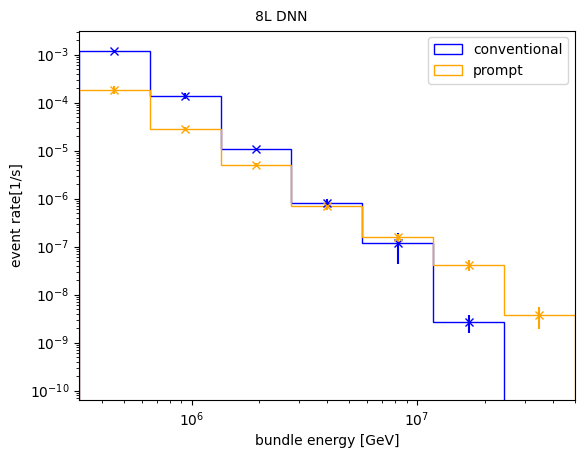 8L DNN
conventional
prompt
event rate[1/s]
10⁻³
10⁻⁴
10⁻⁵
10⁻⁶
10⁻⁷
10⁻⁸
10⁻⁹
10⁻¹⁰
10⁶
10⁷
bundle energy [GeV]